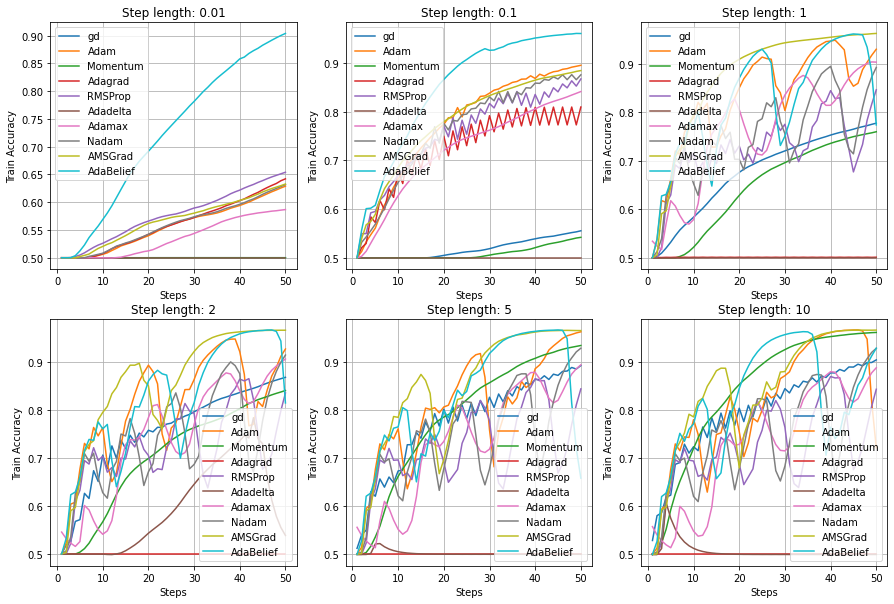 Step length: 0.01
Train Accuracy
0.90
0.85
0.80
0.75
0.70
0.65
0.60
0.55
0.50
gd
Adam
Momentum
Adagrad
RMSProp
Adadelta
Adamax
Nadam
AMSGrad
AdaBelief
0 10 20 30 40 50
Steps
Step length: 0.1
Train Accuracy
0.9
0.8
0.7
0.6
0.5
gd
Adam
Momentum
Adagrad
RMSProp
Adadelta
Adamax
Nadam
AMSGrad
AdaBelief
0 10 20 30 40 50
Steps
Step length: 1
Train Accuracy
0.9
0.8
0.7
0.6
0.5
gd
Adam
Momentum
Adagrad
RMSProp
Adadelta
Adamax
Nadam
AMSGrad
AdaBelief
0 10 20 30 40 50
Steps
Step length: 2
Train Accuracy
0.9
0.8
0.7
0.6
0.5
gd
Adam
Momentum
Adagrad
RMSProp
Adadelta
Adamax
Nadam
AMSGrad
AdaBelief
0 10 20 30 40 50
Steps
Step length: 5
Train Accuracy
0.9
0.8
0.7
0.6
0.5
gd
Adam
Momentum
Adagrad
RMSProp
Adadelta
Adamax
Nadam
AMSGrad
AdaBelief
0 10 20 30 40 50
Steps
Step length: 10
Train Accuracy
0.9
0.8
0.7
0.6
0.5
gd
Adam
Momentum
Adagrad
RMSProp
Adadelta
Adamax
Nadam
AMSGrad
AdaBelief
0 10 20 30 40 50
Steps